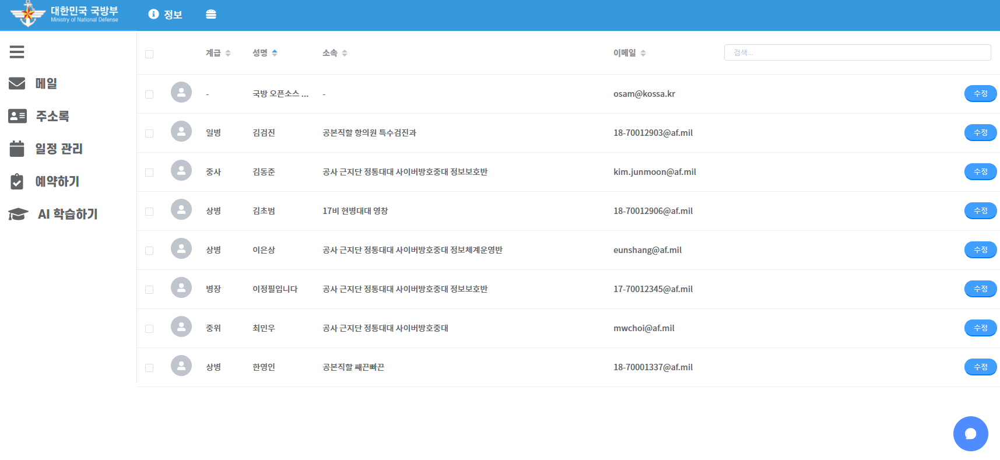 대한민국 국방부
Ministry of National Defense
정보
메일
주소록
일정 관리
예약하기
AI 학습하기
계급 성명 소속 이메일 검색...
- 국방 오픈소스 ... - osam@kossa.kr 수정
일병 김검진 공본직할 항의원 특수검진과 18-70012903@af.mil 수정
중사 김동준 공사 근지단 정통대대 사이버방호중대 정보보호반 kim.junmoon@af.mil 수정
상병 김초범 17비 현병대대 영창 18-70012906@af.mil 수정
상병 이은상 공사 근지단 정통대대 사이버방호중대 정보체계운영반 eunshang@af.mil 수정
병장 이정필입니다 공사 근지단 정통대대 사이버방호중대 정보보호반 17-70012345@af.mil 수정
중위 최민우 공사 근지단 정통대대 사이버방호중대 mwchoi@af.mil 수정
상병 한영인 공본직할 쌔끈빠끈 18-70001337@af.mil 수정